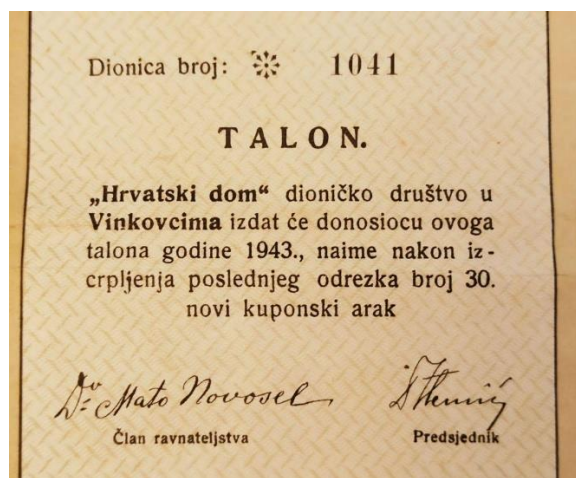 Dionica broj: 1041
TALON.
„Hrvatski dom“ dioničko društvo u
Vinkovcima izdat će donosiocu ovoga
talona godine 1943., naime nakon iz-
crpljenja poslednjeg odrezka broj 30.
novi kuponski arak
Dr Mato Novosel
Član ravnateljstva
Predsjednik